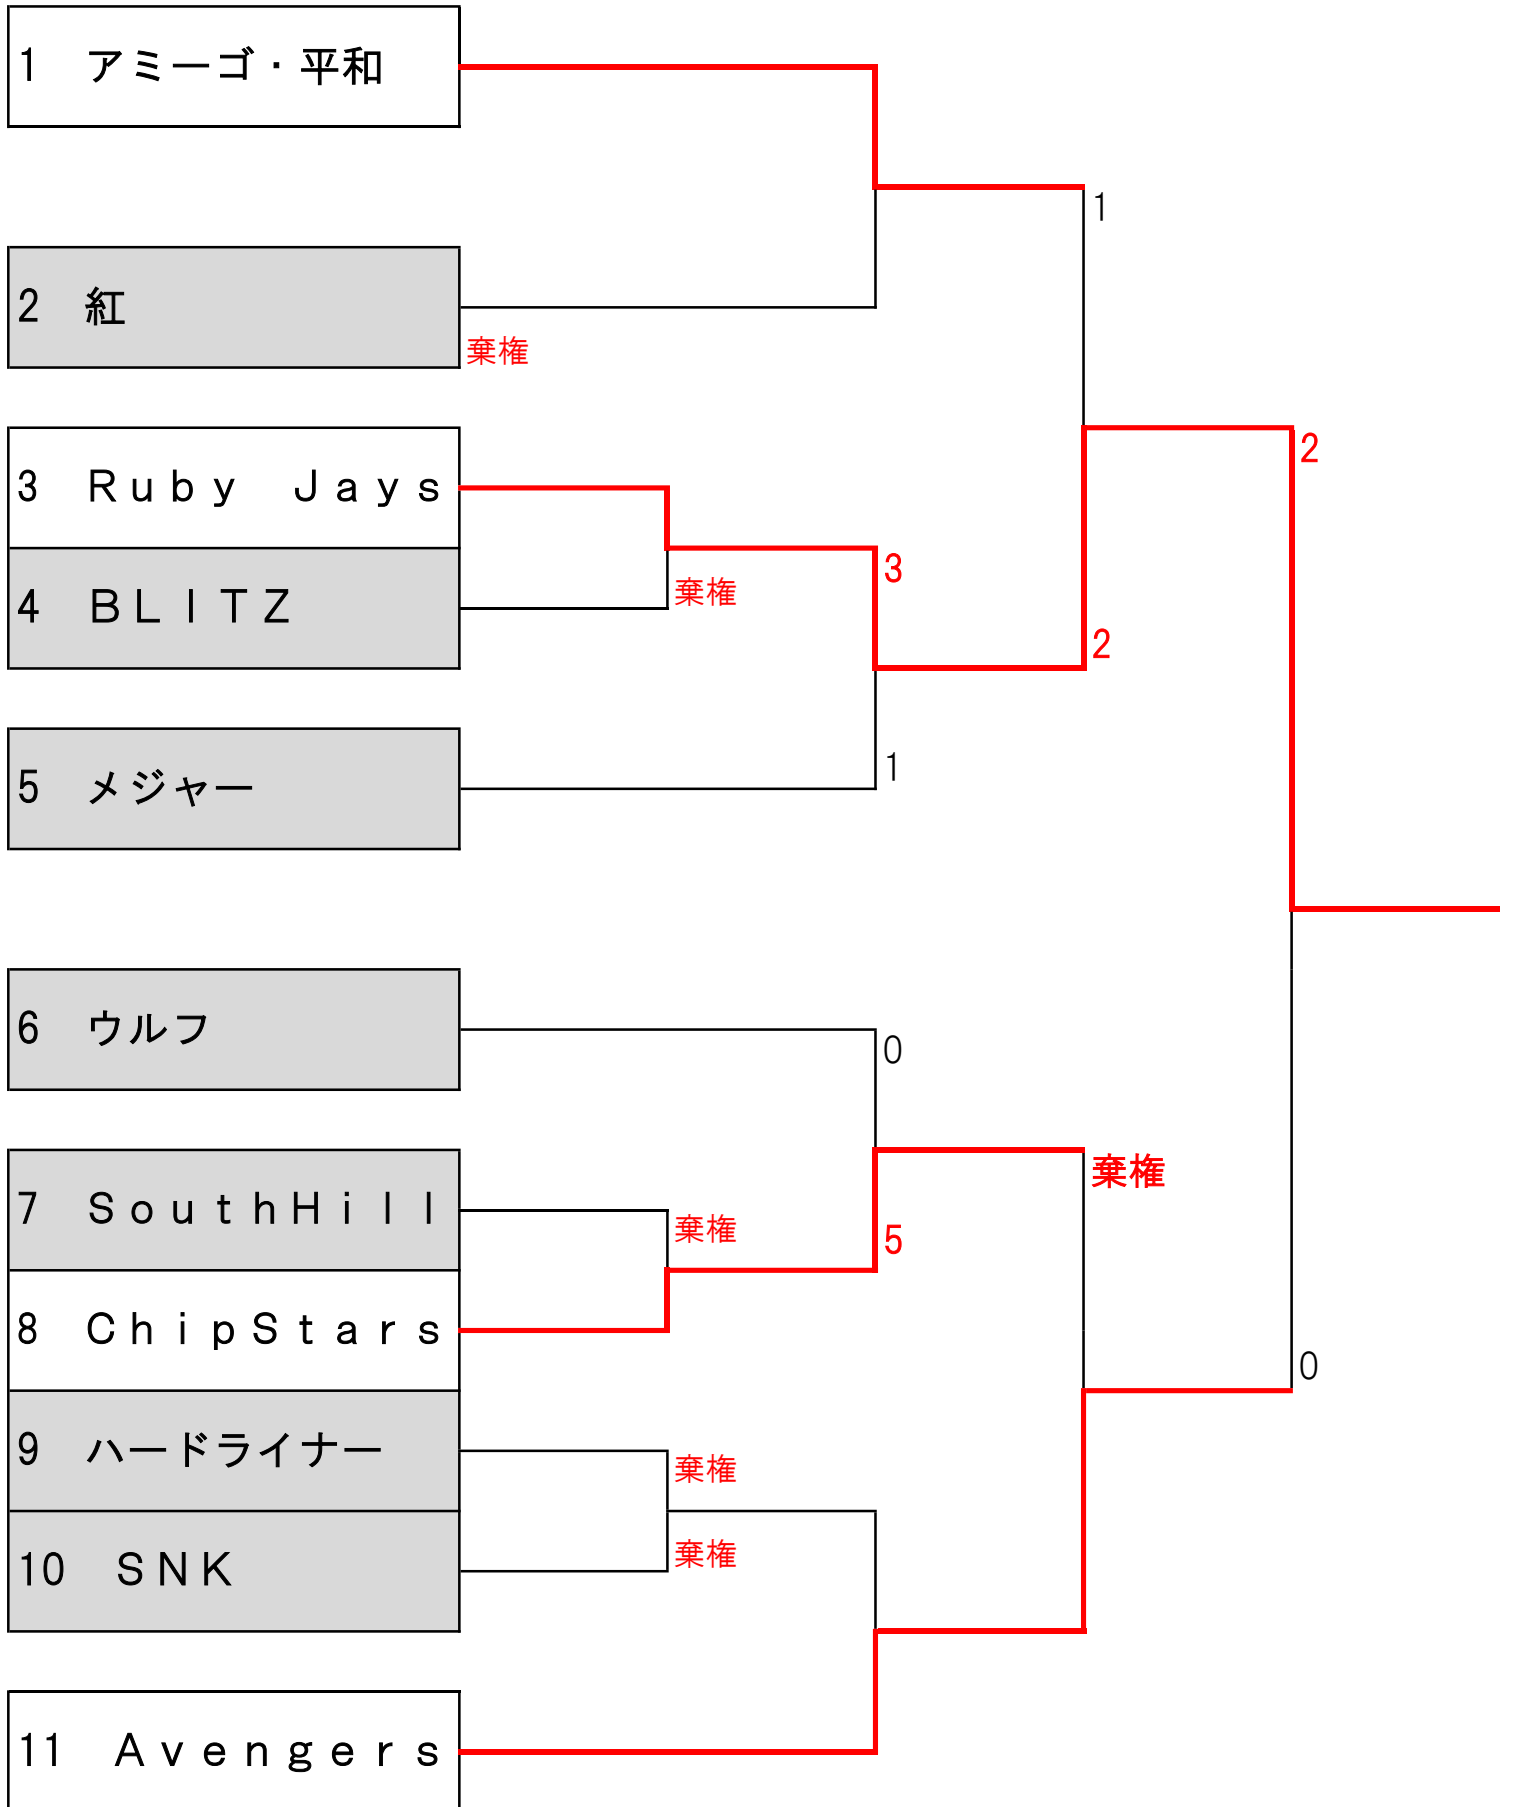 1　アミーゴ・平和
1
2　紅
棄権
2
3　Ｒｕｂｙ　Ｊａｙｓ
3
棄権
4　ＢＬＩＴＺ
2
1
5　メジャー
6　ウルフ
0
棄権
7　ＳｏｕｔｈＨｉｌｌ
棄権
5
8　ＣｈｉｐＳｔａｒｓ
0
9　ハードライナー
棄権
棄権
10　ＳＮＫ
11　Ａｖｅｎｇｅｒｓ